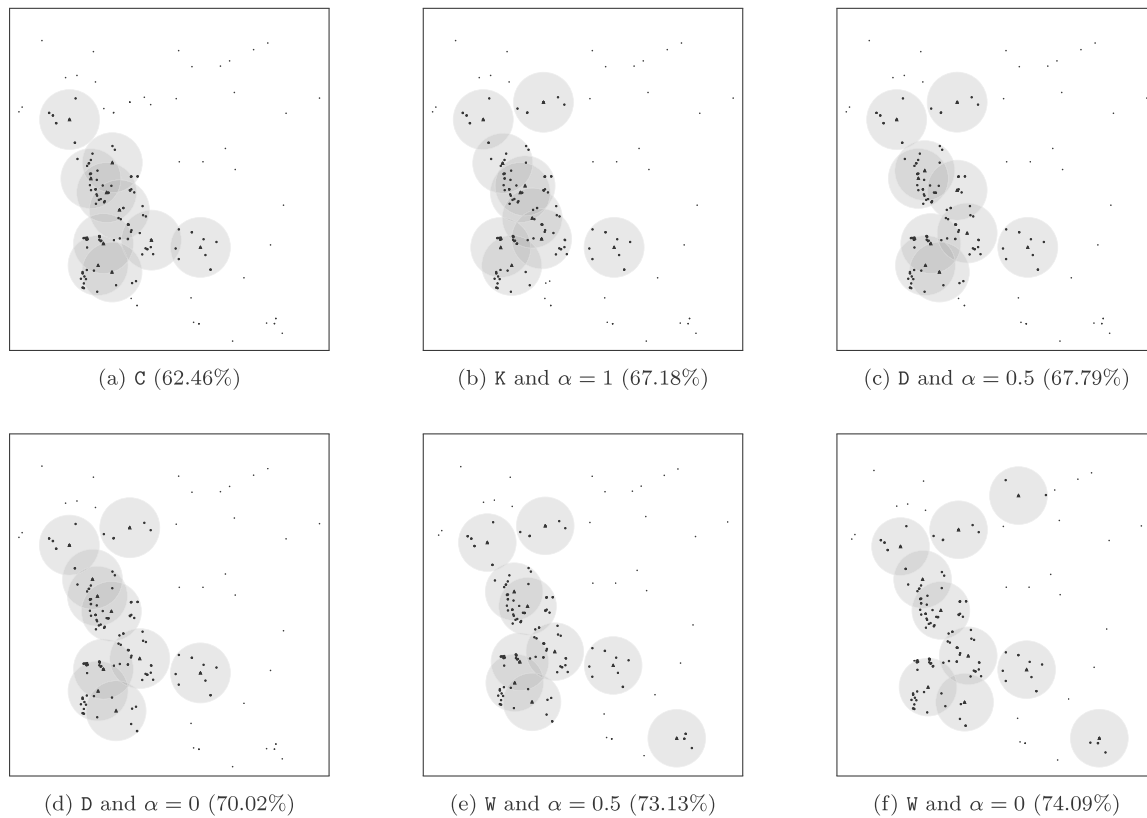 (a) C (62.46%)
(b) K and α = 1 (67.18%)
(c) D and α = 0.5 (67.79%)
(d) D and α = 0 (70.02%)
(e) W and α = 0.5 (73.13%)
(f) W and α = 0 (74.09%)